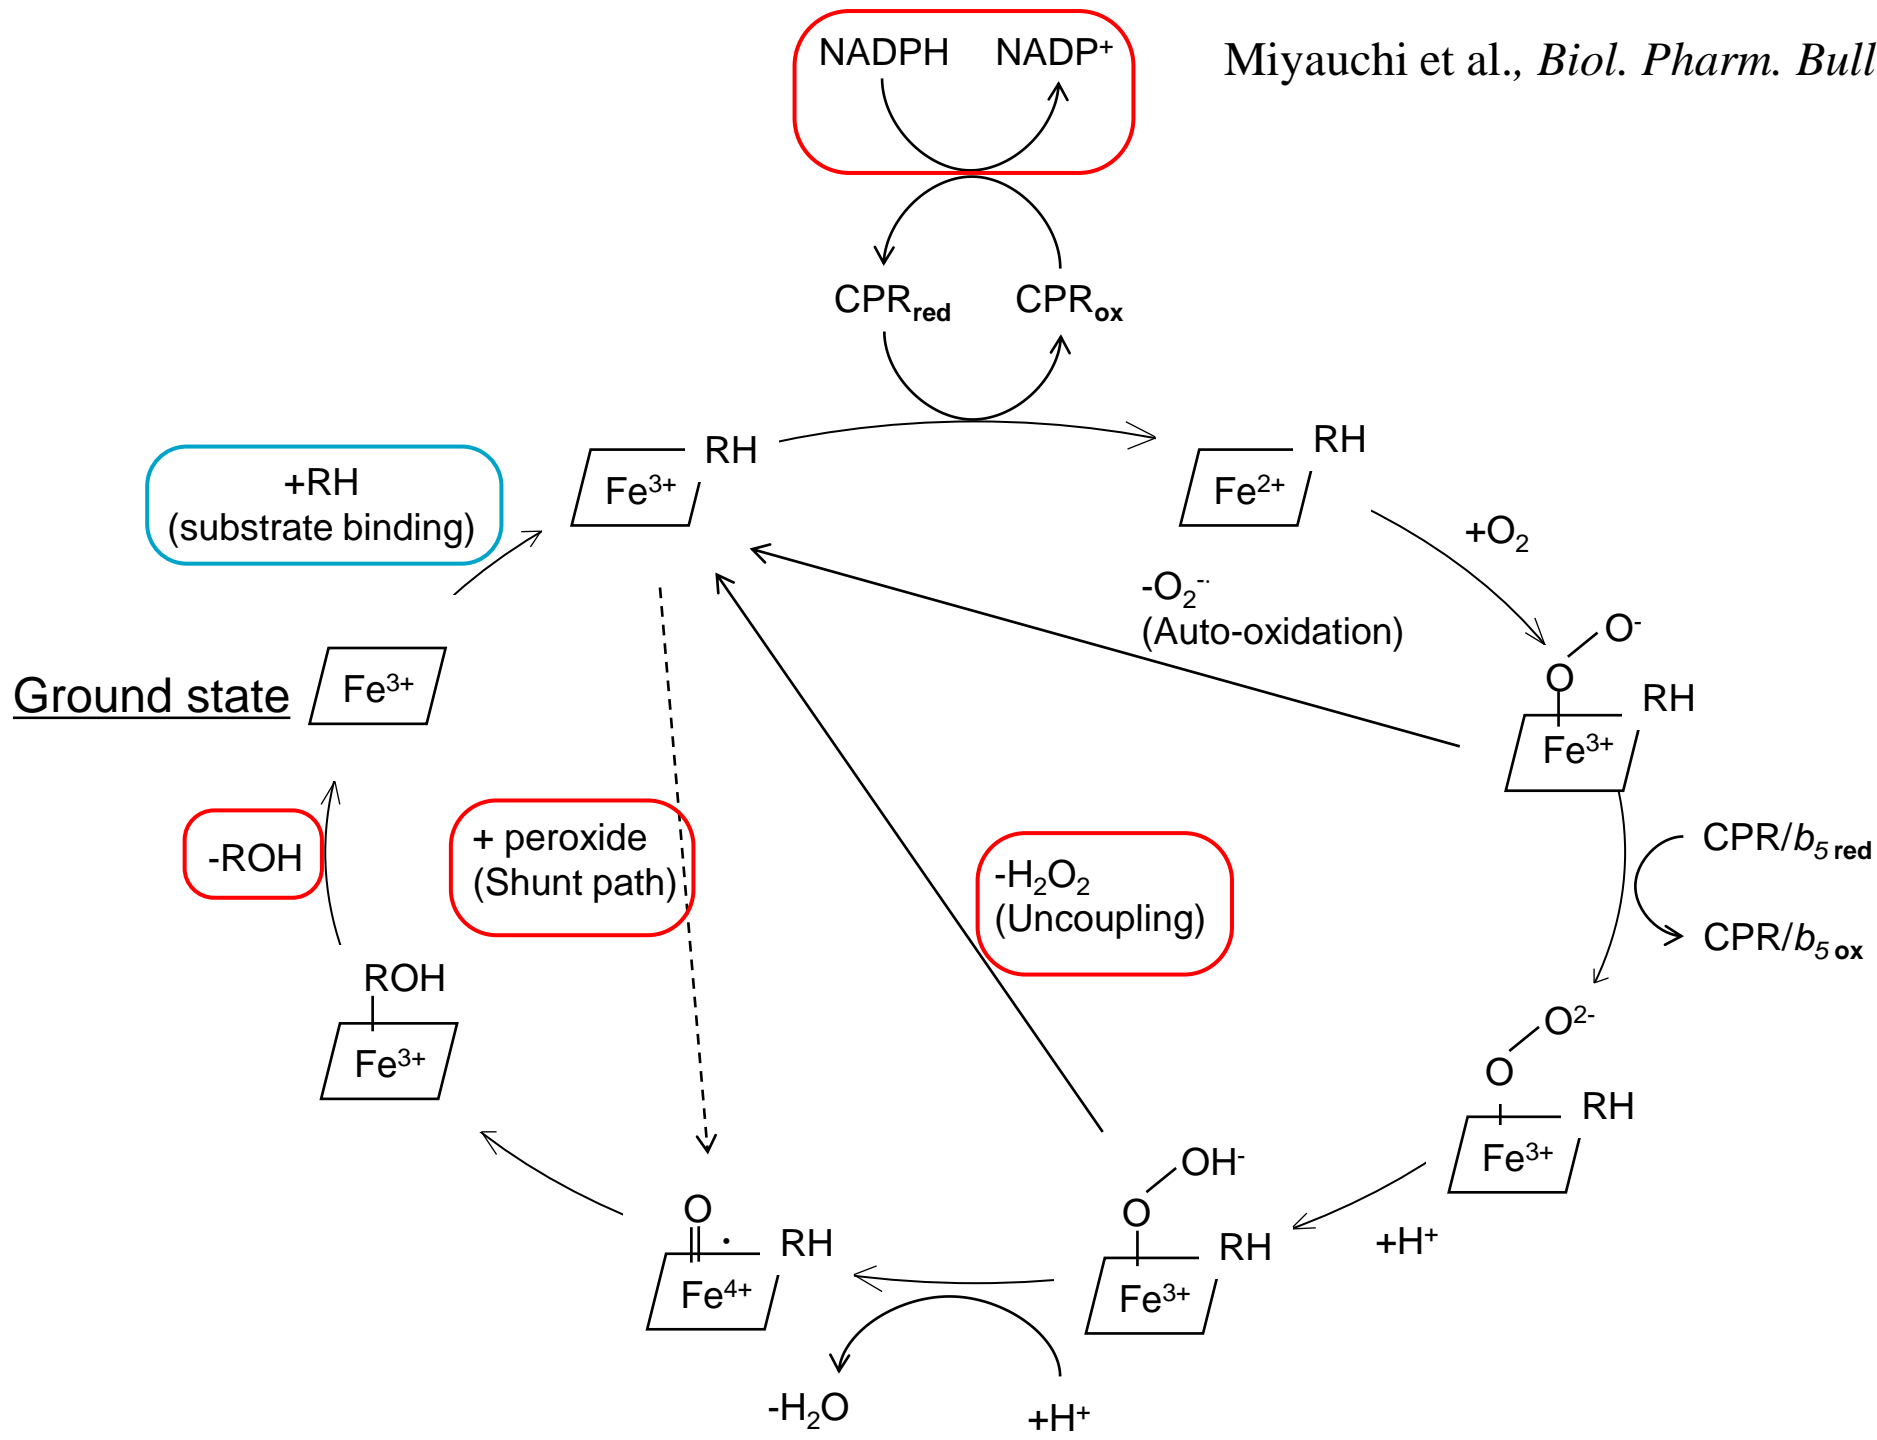 NADPH NADP⁺
Miyauchi et al., Biol. Pharm. Bull
CPRred CPRox
+RH
(substrate binding)
RH
Fe³⁺
RH
Fe²⁺
+O₂
-O₂⁻·
(Auto-oxidation)
O⁻
O
RH
Fe³⁺
Ground state
Fe³⁺
-ROH
+ peroxide
(Shunt path)
-H₂O₂
(Uncoupling)
CPR/b₅ red
CPR/b₅ ox
ROH
Fe³⁺
O²⁻
O
RH
Fe³⁺
OH⁻
O
RH
Fe³⁺
+H⁺
O
·
RH
Fe⁴⁺
-H₂O
+H⁺